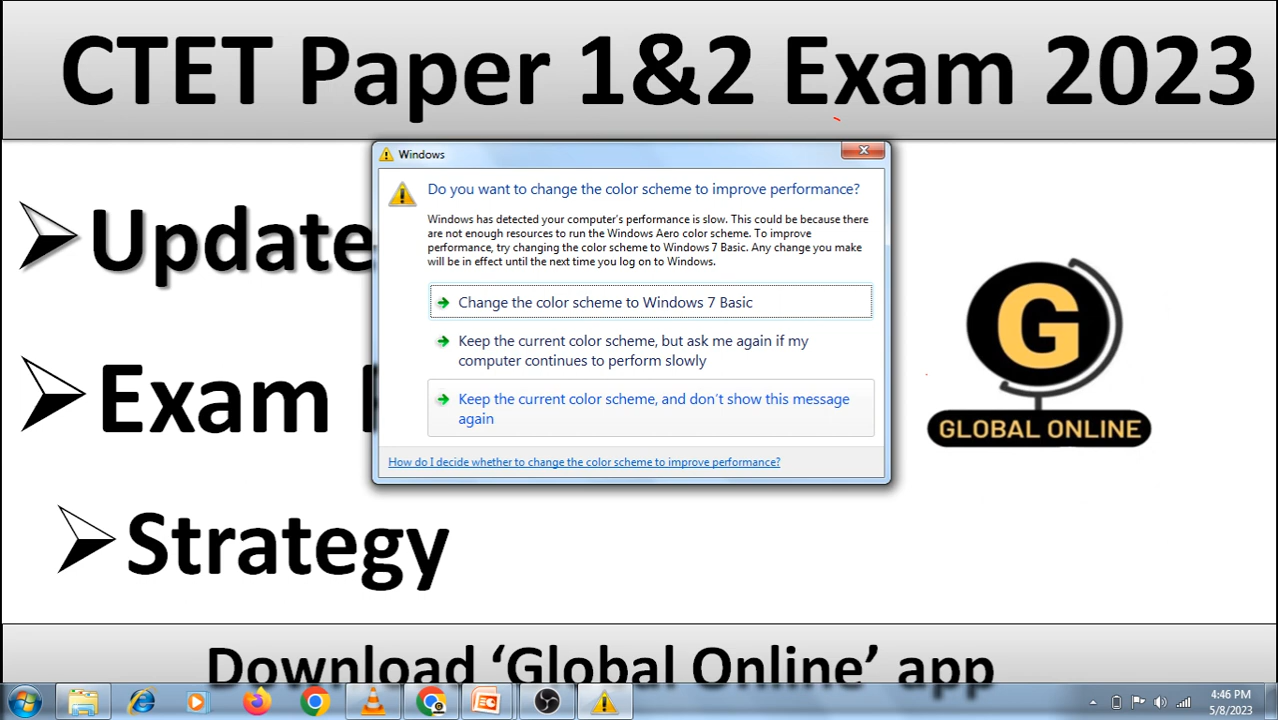 CTET Paper 1&2 Exam 2023
Windows
Do you want to change the color scheme to improve performance?
Windows has detected your computer's performance is slow. This could be because there
are not enough resources to run the Windows Aero color scheme. To improve
performance, try changing the color scheme to Windows 7 Basic. Any change you make
will be in effect until the next time you log on to Windows.
Change the color scheme to Windows 7 Basic
Keep the current color scheme, but ask me again if my
computer continues to perform slowly
Keep the current color scheme, and don't show this message
again
How do I decide whether to change the color scheme to improve performance?
Update
Exam
Strategy
G
GLOBAL ONLINE
Download ‘Global Online’ app
4:46 PM
5/8/2023